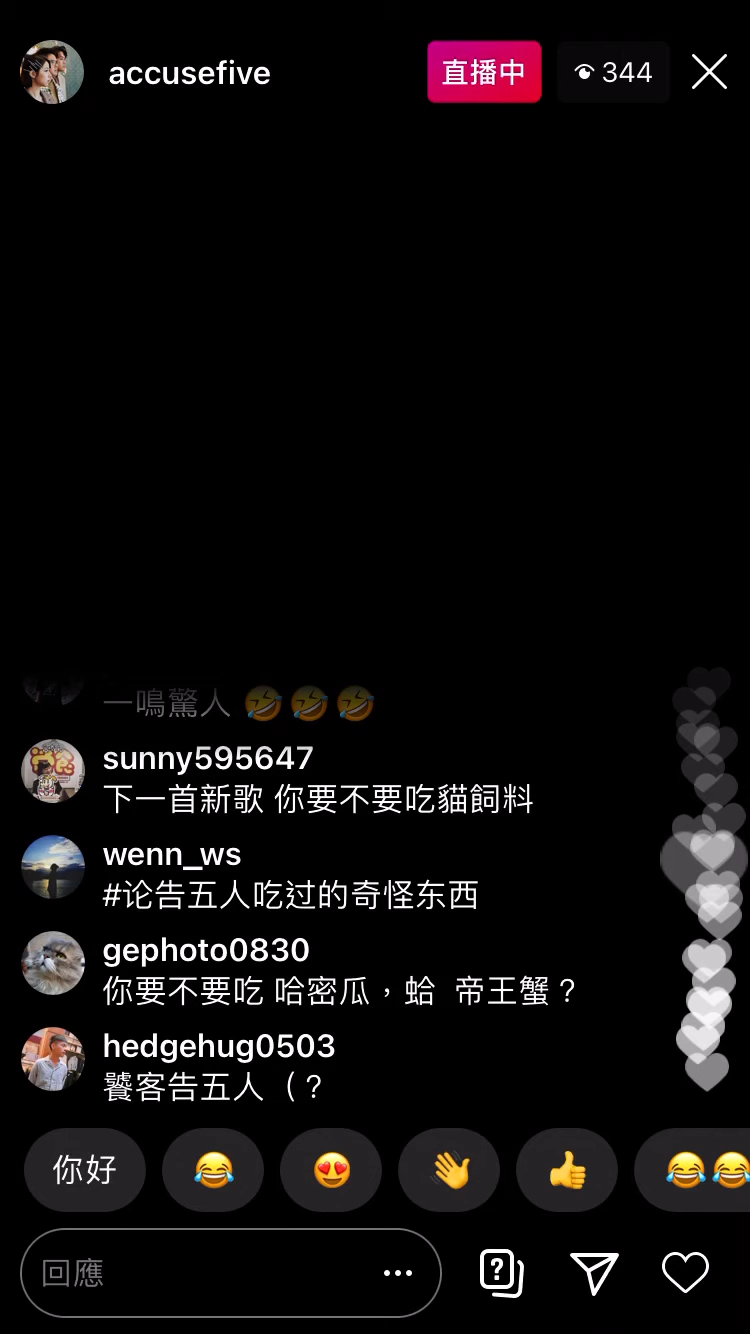 accusefive
直播中
344
一鳴驚人 🤣🤣🤣
sunny595647
下一首新歌 你要不要吃貓飼料
wenn_ws
#论告五人吃过的奇怪东西
gephoto0830
你要不要吃 哈密瓜，蛤 帝王蟹？
hedgehug0503
饕客告五人（？
你好 😂 😍 👋 👍 😂😂
回應